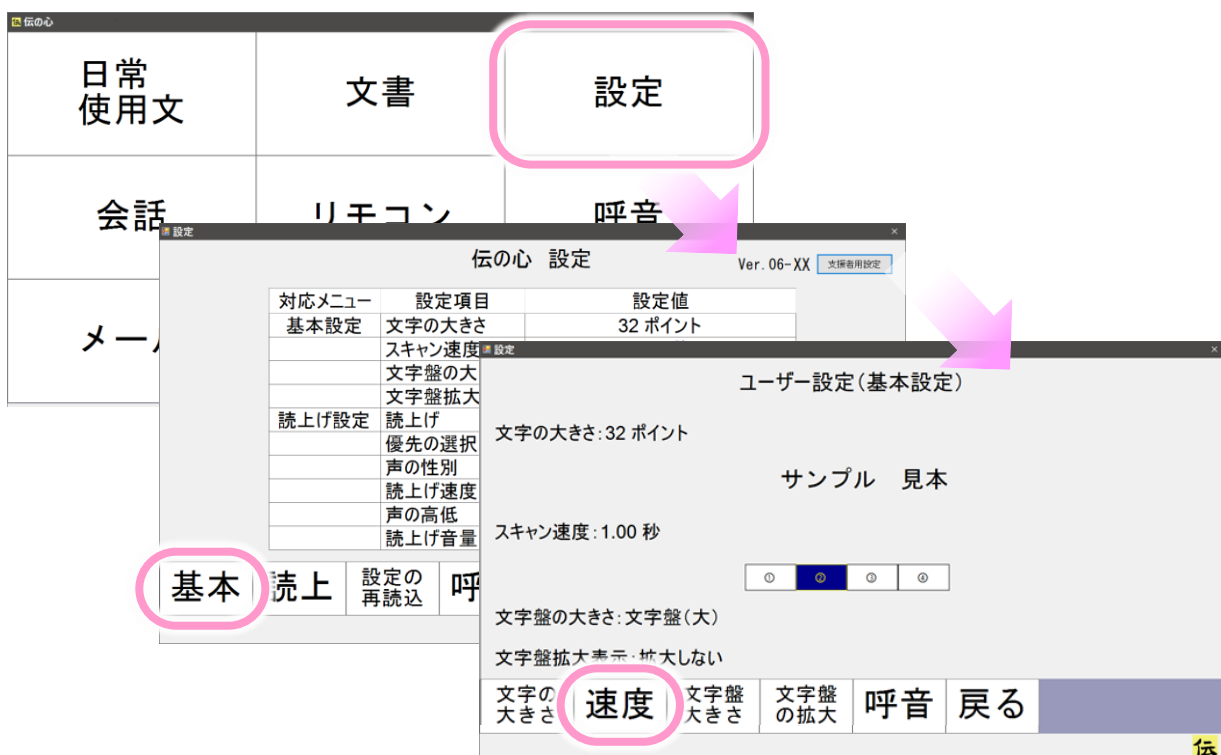 伝の心
日常
使用文
文書
設定
会話
リモコン
呼音
設定
伝の心 設定
Ver.06-XX 支援者用設定
対応メニュー 設定項目 設定値
基本設定 文字の大きさ 32 ポイント
スキャン速度
文字盤の大
文字盤拡大
読上げ設定 読上げ
優先の選択
声の性別
読上げ速度
声の高低
読上げ音量
基本
読上
設定の
再読込
設定
ユーザー設定(基本設定)
文字の大きさ:32 ポイント
サンプル 見本
スキャン速度:1.00 秒
① ② ③ ④
文字盤の大きさ:文字盤(大)
文字盤拡大表示:拡大しない
文字の
大きさ
速度
文字盤
大きさ
文字盤
の拡大
呼音
戻る
伝